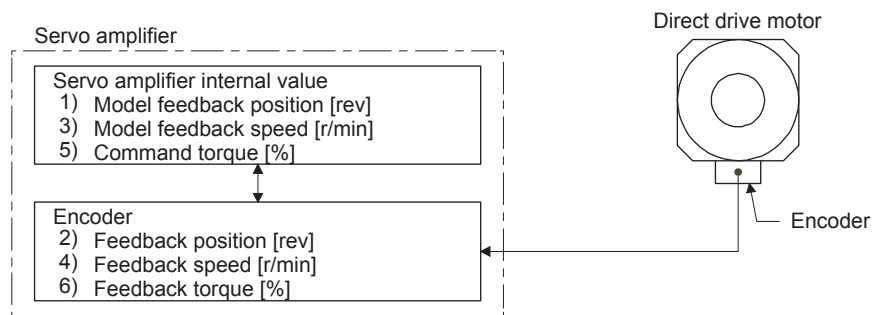 Servo amplifier
Servo amplifier internal value
1) Model feedback position [rev]
3) Model feedback speed [r/min]
5) Command torque [%]
Encoder
2) Feedback position [rev]
4) Feedback speed [r/min]
6) Feedback torque [%]
Direct drive motor
Encoder